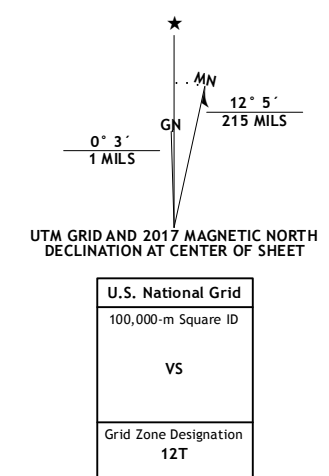 ★
MN
12° 5´
215 MILS
GN
0° 3´
1 MILS
UTM GRID AND 2017 MAGNETIC NORTH
DECLINATION AT CENTER OF SHEET
U.S. National Grid
100,000-m Square ID
VS
Grid Zone Designation
12T